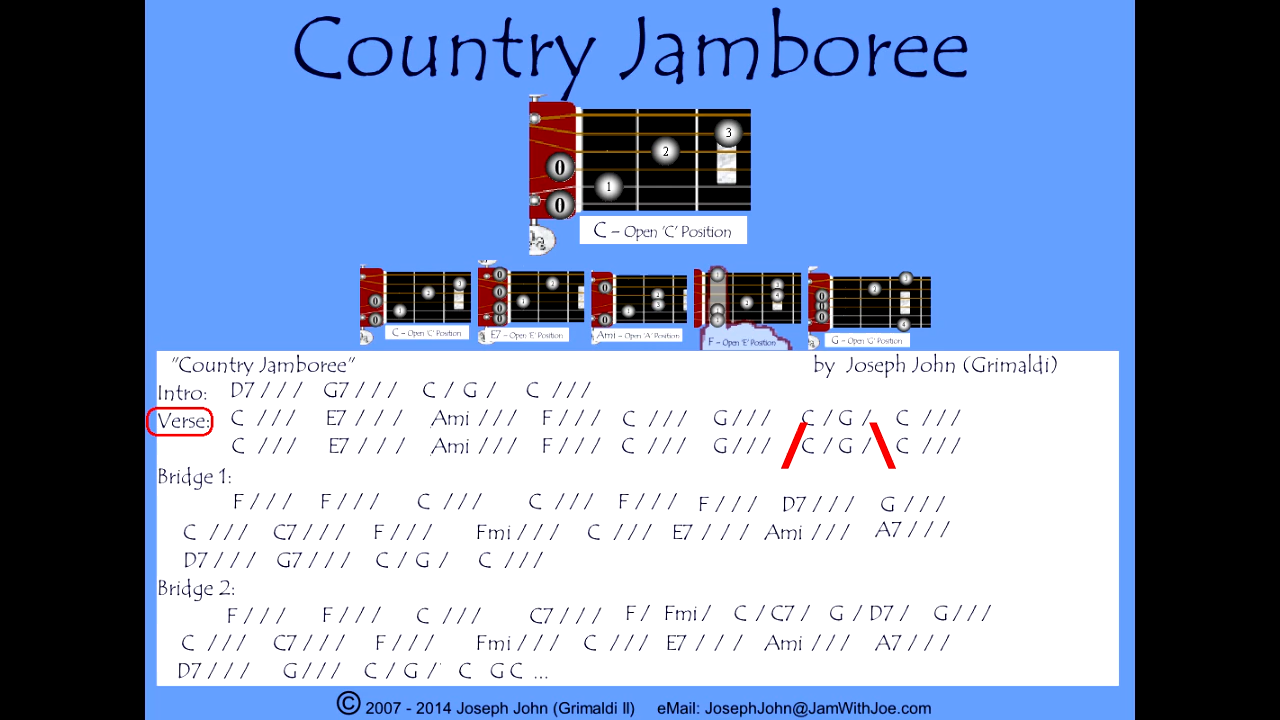 Country Jamboree
3
2
0
1
0
C – Open 'C' Position
C – Open 'C' Position
E7 – Open 'E' Position
Ami – Open 'A' Position
F – Open 'E' Position
G – Open 'G' Position
"Country Jamboree" by Joseph John (Grimaldi)
Intro: D7 / / / G7 / / / C / G / C / / /
Verse: C / / / E7 / / / Ami / / / F / / / C / / / G / / / C / G / C / / /
C / / / E7 / / / Ami / / / F / / / C / / / G / / / C / G / C / / /
Bridge 1:
F / / / F / / / C / / / C / / / F / / / F / / / D7 / / / G / / /
C / / / C7 / / / F / / / Fmi / / / C / / / E7 / / / Ami / / / A7 / / /
D7 / / / G7 / / / C / G / C / / /
Bridge 2:
F / / / F / / / C / / / C7 / / / F / Fmi / C / C7 / G / D7 / G / / /
C / / / C7 / / / F / / / Fmi / / / C / / / E7 / / / Ami / / / A7 / / /
D7 / / / G / / / C / G / C G C ...
© 2007 - 2014 Joseph John (Grimaldi II) eMail: JosephJohn@JamWithJoe.com